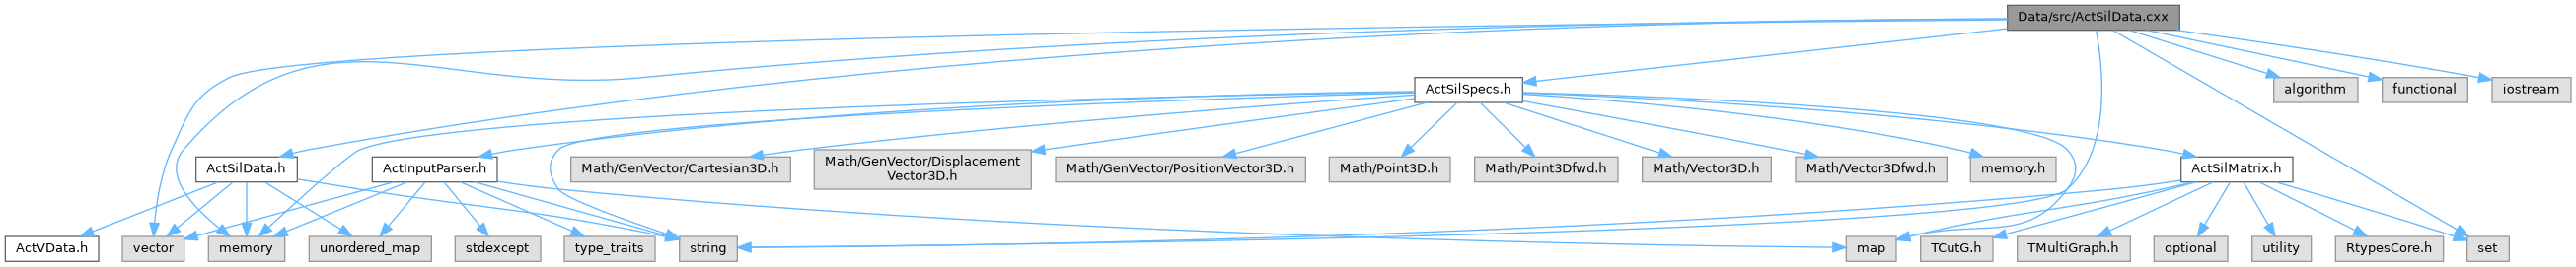 Data/src/ActSilData.cxx
ActSilSpecs.h
algorithm
functional
iostream
ActSilData.h
ActInputParser.h
Math/GenVector/Cartesian3D.h
Math/GenVector/Displacement
Vector3D.h
Math/GenVector/PositionVector3D.h
Math/Point3D.h
Math/Point3Dfwd.h
Math/Vector3D.h
Math/Vector3Dfwd.h
memory.h
ActSilMatrix.h
ActVData.h
vector
memory
unordered_map
stdexcept
type_traits
string
map
TCutG.h
TMultiGraph.h
optional
utility
RtypesCore.h
set